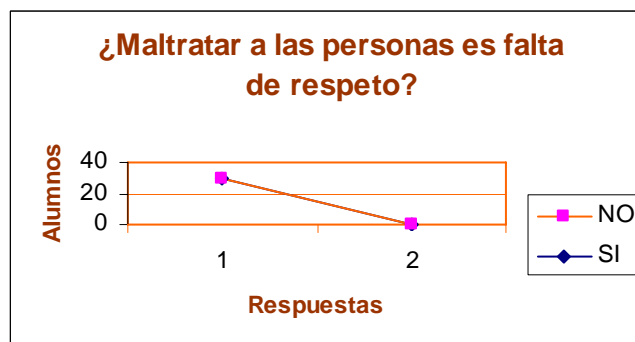 ¿Maltratar a las personas es falta
de respeto?
Alumnos
40
20
0
1
2
Respuestas
NO
SI